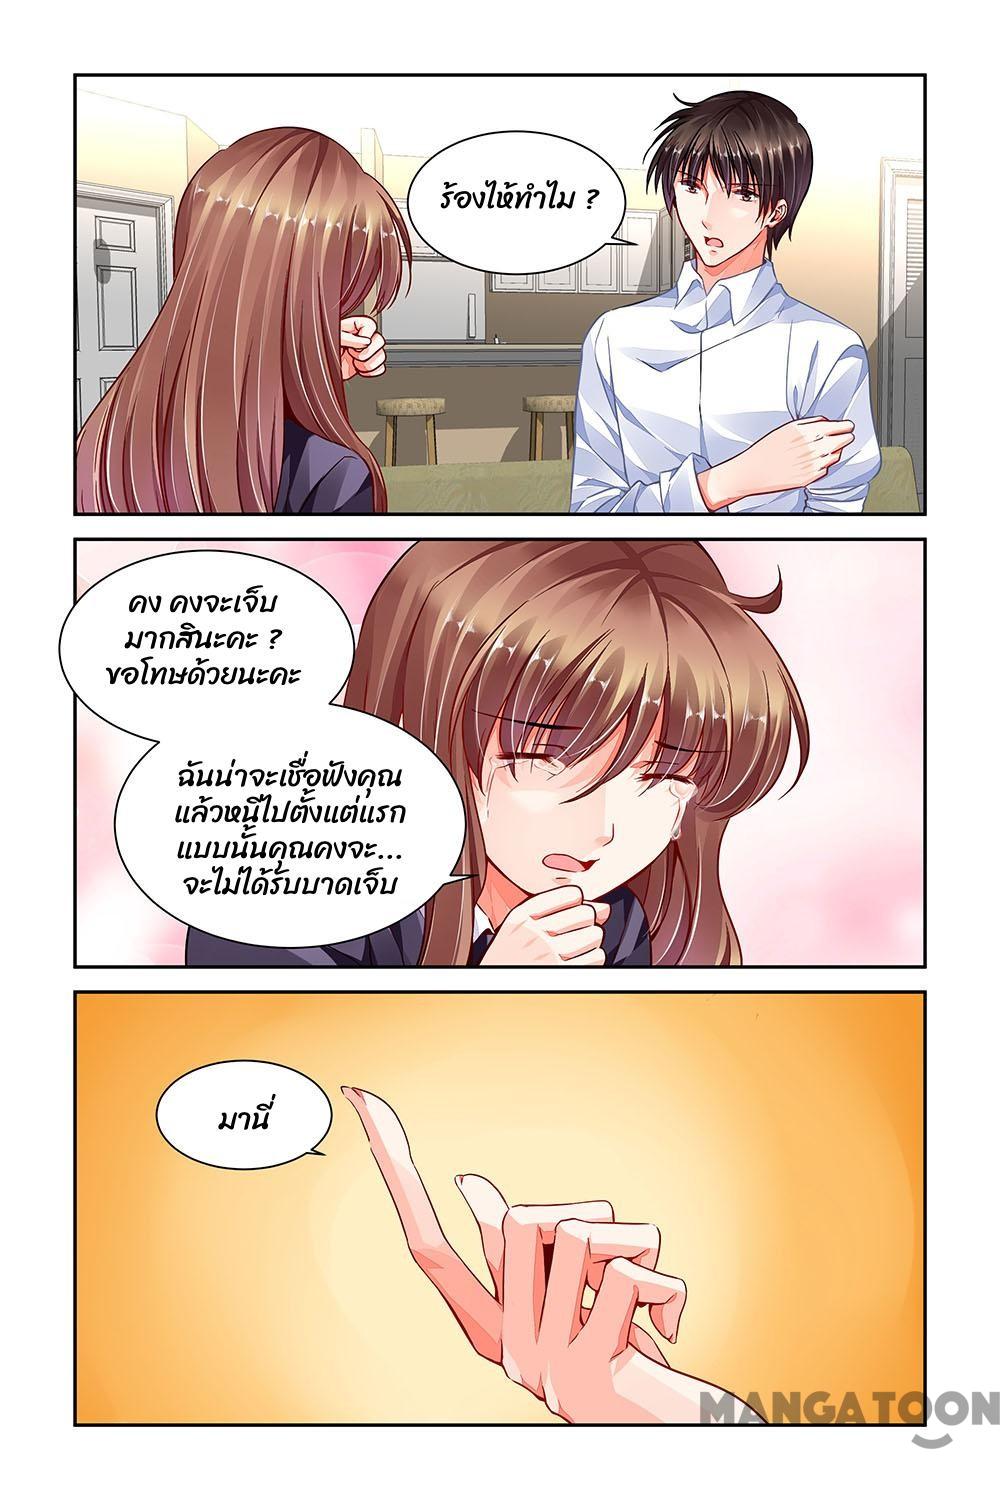 ร้องไห้ทำไม ?
คง คงจะเจ็บ
มากสินะคะ ?
ขอโทษด้วยนะคะ
ฉันน่าจะเชื่อฟังคุณ
แล้วหนีไปตั้งแต่แรก
แบบนั้นคุณคงจะ...
จะไม่ได้รับบาดเจ็บ
มานี่
MANGATOON